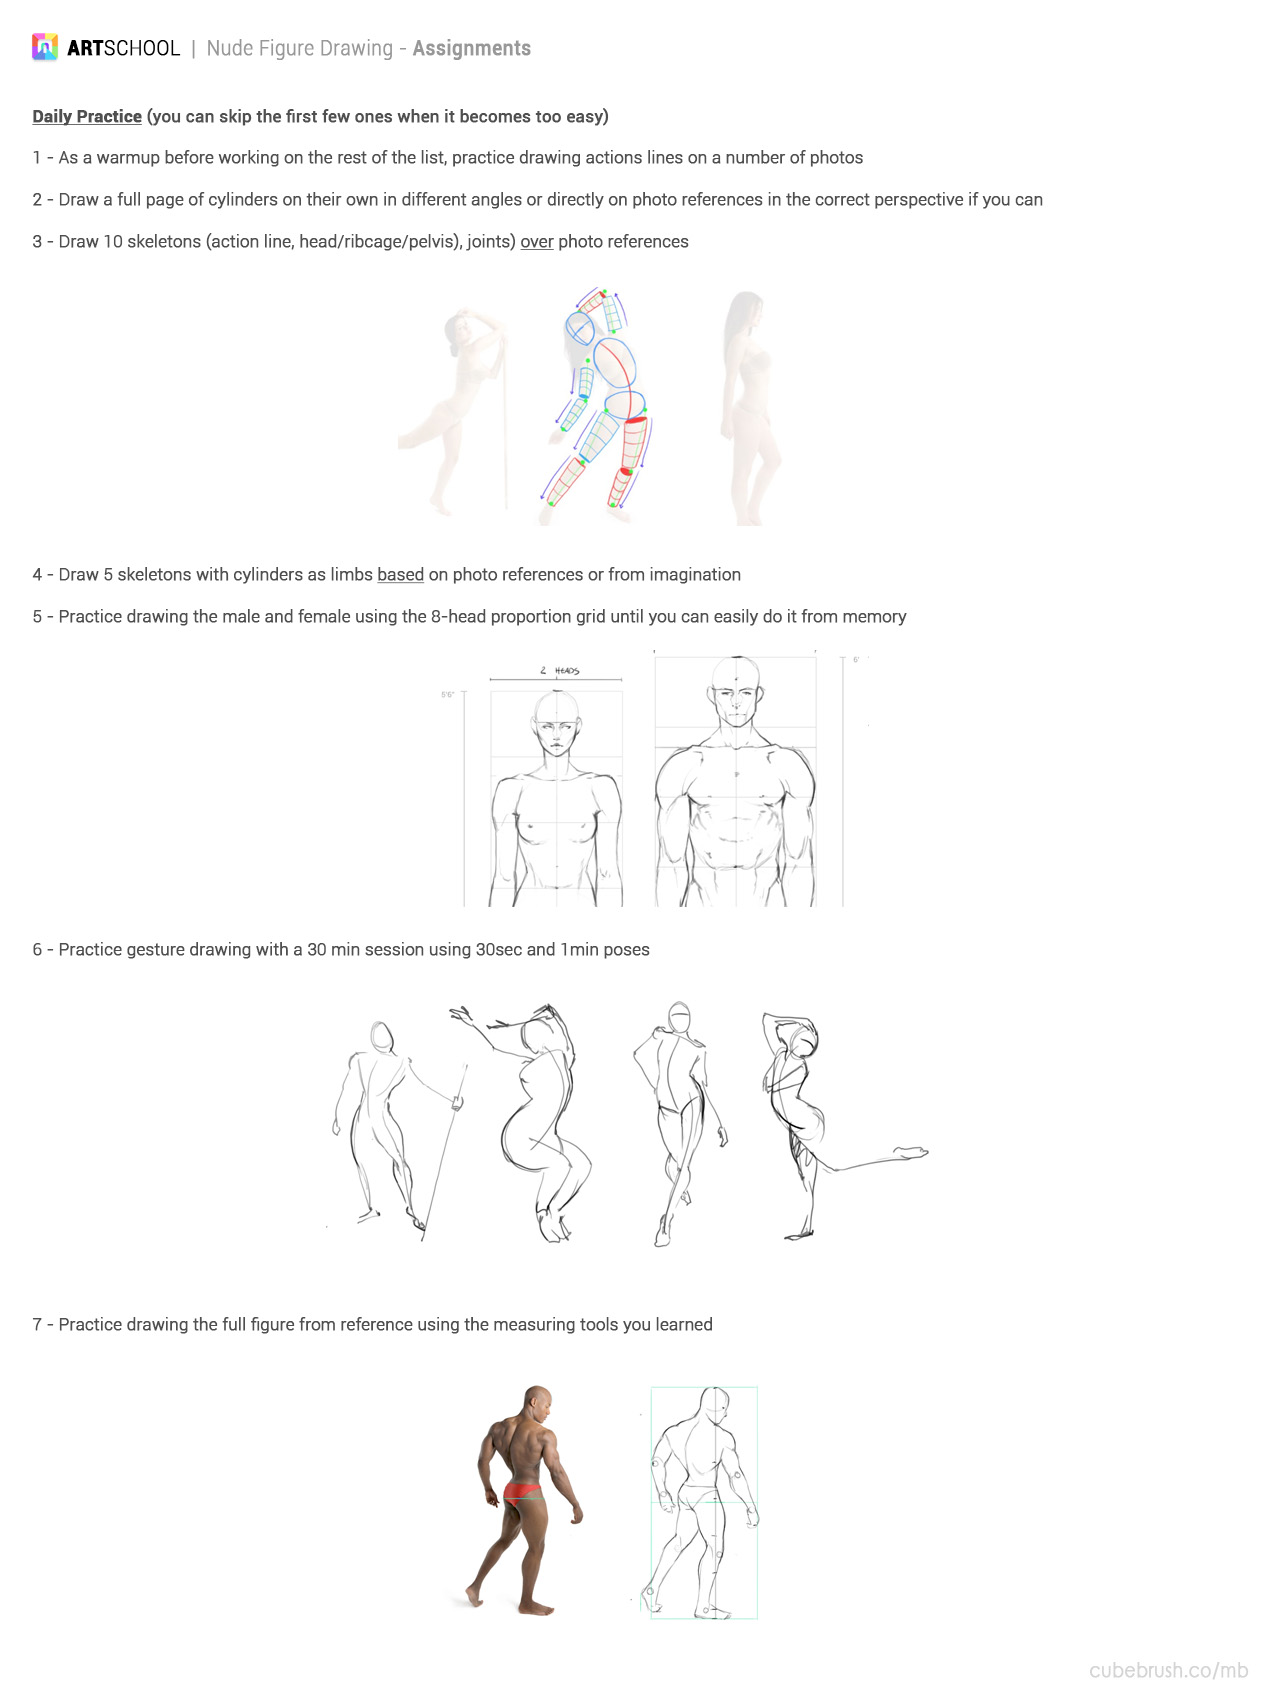 ARTSCHOOL | Nude Figure Drawing - Assignments
Daily Practice (you can skip the first few ones when it becomes too easy)
1 - As a warmup before working on the rest of the list, practice drawing actions lines on a number of photos
2 - Draw a full page of cylinders on their own in different angles or directly on photo references in the correct perspective if you can
3 - Draw 10 skeletons (action line, head/ribcage/pelvis), joints) over photo references
4 - Draw 5 skeletons with cylinders as limbs based on photo references or from imagination
5 - Practice drawing the male and female using the 8-head proportion grid until you can easily do it from memory
2 HEADS
5'6"
6'
6 - Practice gesture drawing with a 30 min session using 30sec and 1min poses
7 - Practice drawing the full figure from reference using the measuring tools you learned
cubebrush.co/mb